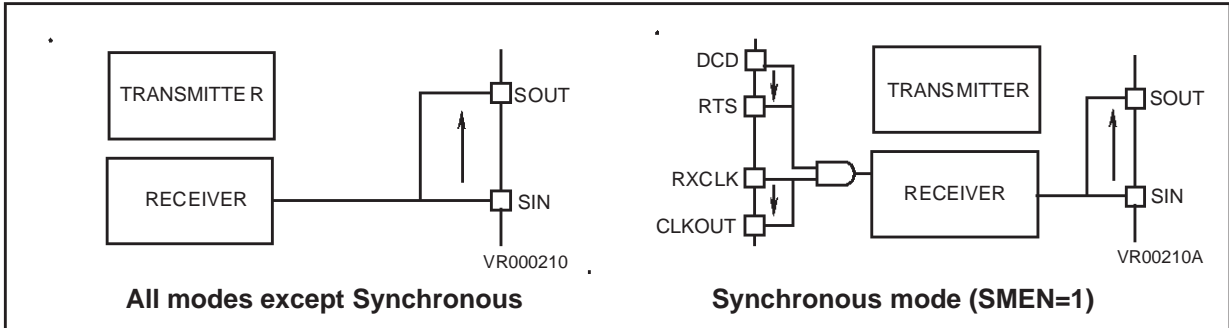 TRANSMITTE R
RECEIVER
SOUT
SIN
VR000210
All modes except Synchronous
DCD
RTS
RXCLK
CLKOUT
TRANSMITTER
RECEIVER
SOUT
SIN
VR00210A
Synchronous mode (SMEN=1)